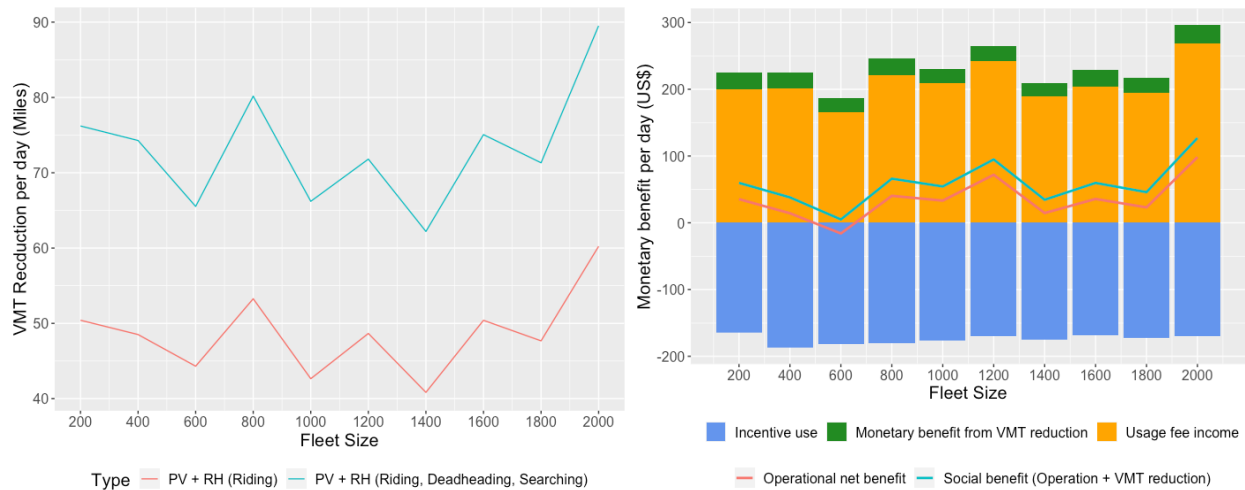 VMT Recduction per day (Miles)
90
80
70
60
50
40
200 400 600 800 1000 1200 1400 1600 1800 2000
Fleet Size
Type PV + RH (Riding) PV + RH (Riding, Deadheading, Searching)
Monetary benefit per day (US$)
300
200
100
0
-100
-200
200 400 600 800 1000 1200 1400 1600 1800 2000
Fleet Size
Incentive use Monetary benefit from VMT reduction Usage fee income
Operational net benefit Social benefit (Operation + VMT reduction)